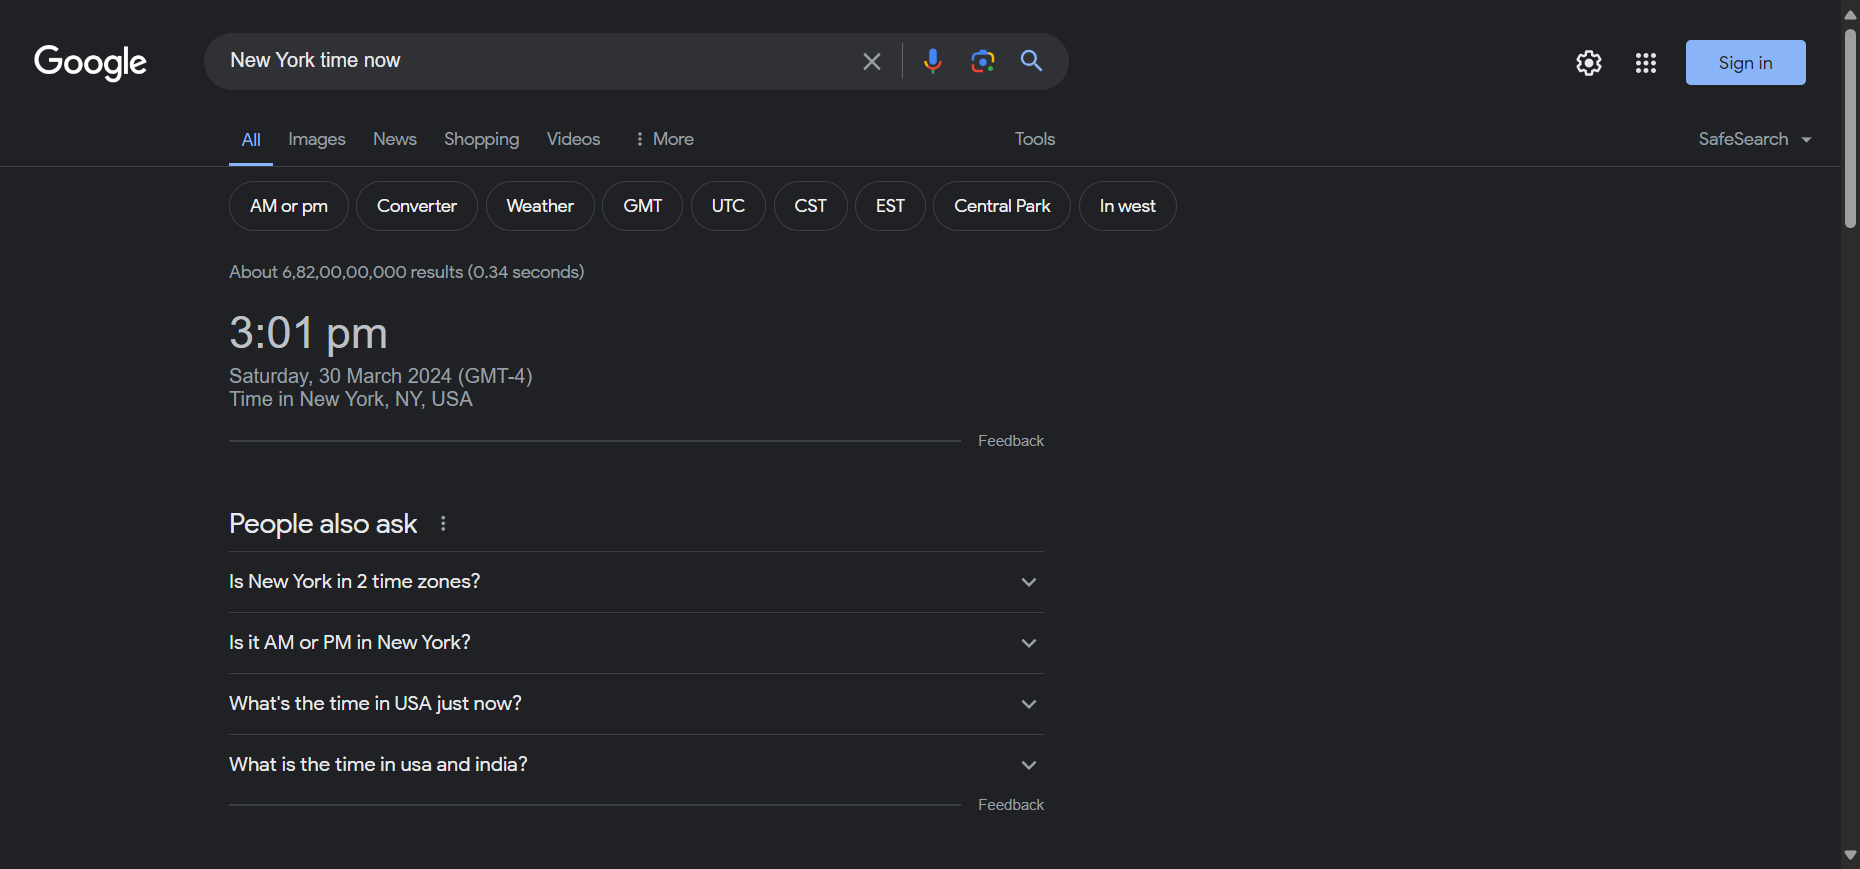 Google
New York time now
Sign in
All Images News Shopping Videos More Tools SafeSearch
AM or pm Converter Weather GMT UTC CST EST Central Park In west
About 6,82,00,00,000 results (0.34 seconds)
3:01 pm
Saturday, 30 March 2024 (GMT-4)
Time in New York, NY, USA
Feedback
People also ask
Is New York in 2 time zones?
Is it AM or PM in New York?
What's the time in USA just now?
What is the time in usa and india?
Feedback